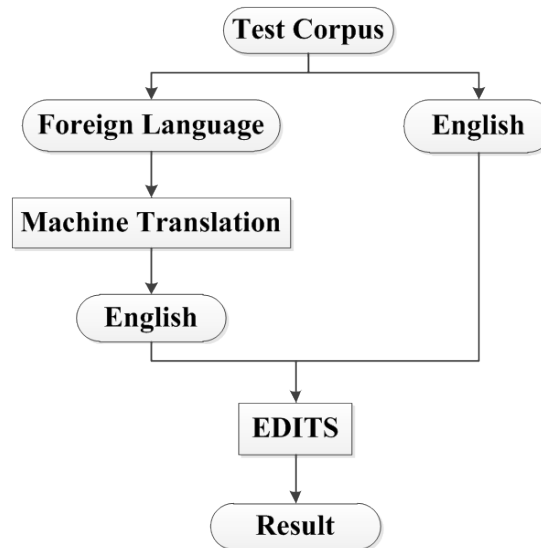 Test Corpus
Foreign Language
English
Machine Translation
English
EDITS
Result